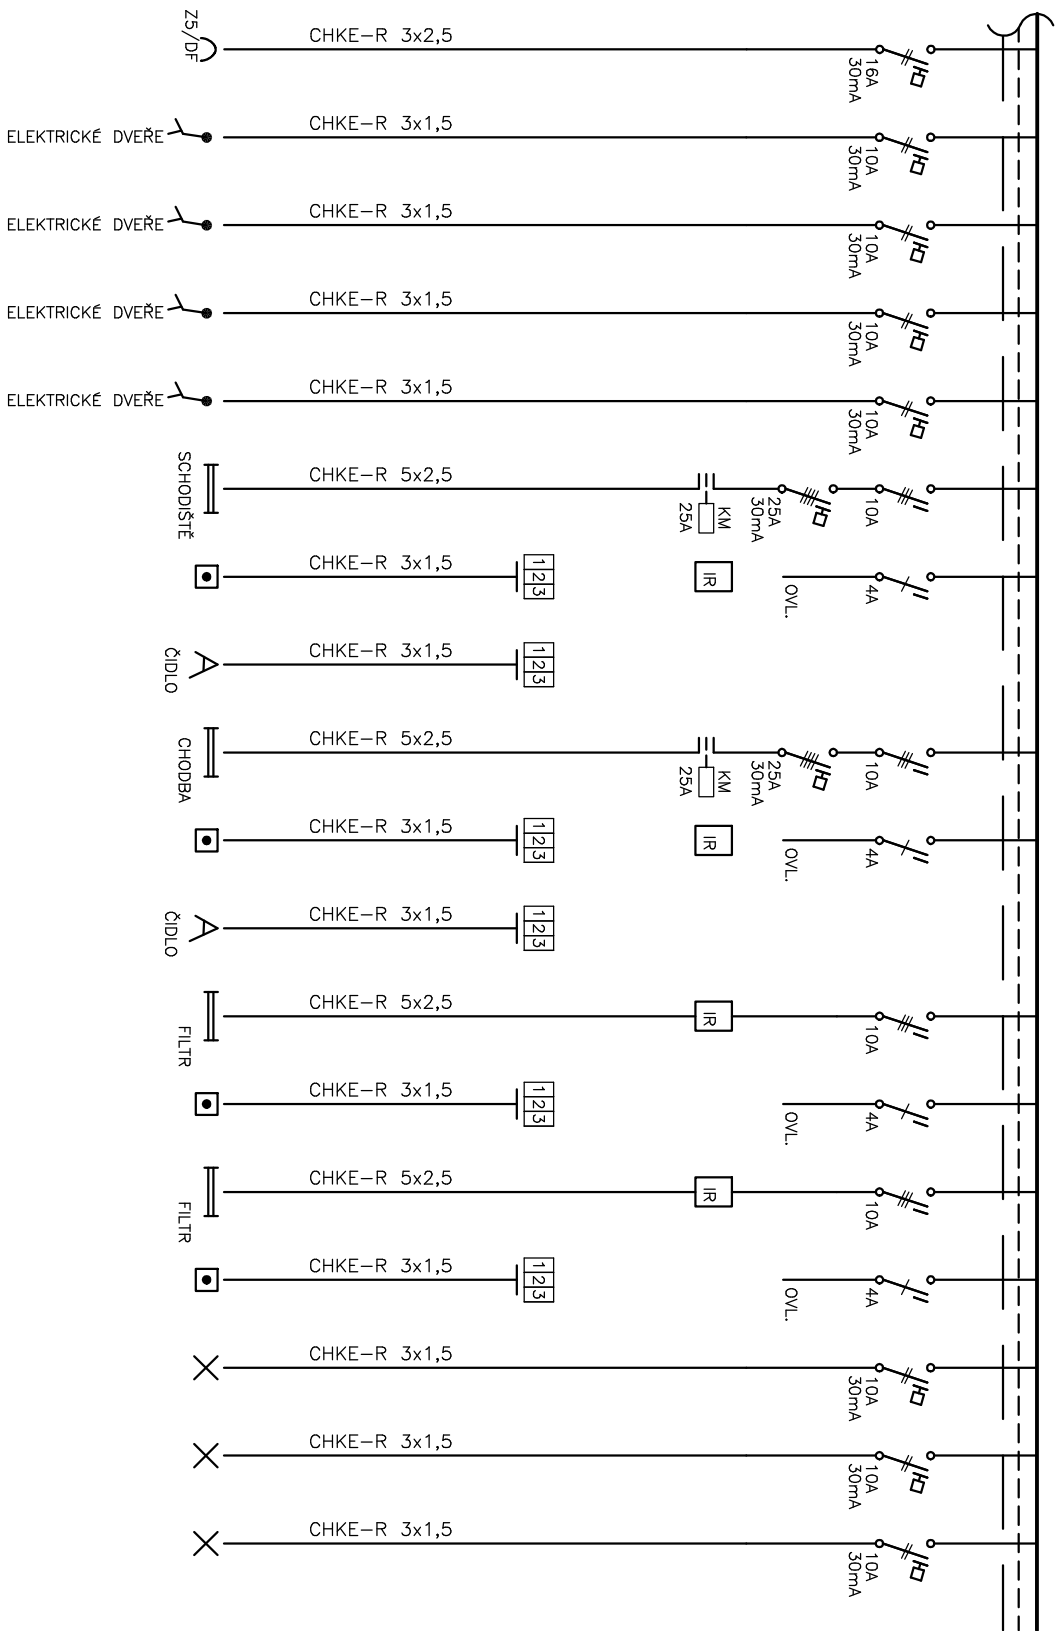 Z5/DF
CHKE-R 3x2,5
16A
30mA
ELEKTRICKÉ DVEŘE
CHKE-R 3x1,5
10A
30mA
ELEKTRICKÉ DVEŘE
CHKE-R 3x1,5
10A
30mA
ELEKTRICKÉ DVEŘE
CHKE-R 3x1,5
10A
30mA
ELEKTRICKÉ DVEŘE
CHKE-R 3x1,5
10A
30mA
SCHODIŠTĚ
CHKE-R 5x2,5
KM
25A
25A
30mA
10A
CHKE-R 3x1,5
1 2 3
IR
OVL.
4A
ČIDLO
CHKE-R 3x1,5
1 2 3
CHODBA
CHKE-R 5x2,5
KM
25A
25A
30mA
10A
CHKE-R 3x1,5
1 2 3
IR
OVL.
4A
ČIDLO
CHKE-R 3x1,5
1 2 3
FILTR
CHKE-R 5x2,5
IR
10A
CHKE-R 3x1,5
1 2 3
OVL.
4A
FILTR
CHKE-R 5x2,5
IR
10A
CHKE-R 3x1,5
1 2 3
OVL.
4A
CHKE-R 3x1,5
10A
30mA
CHKE-R 3x1,5
10A
30mA
CHKE-R 3x1,5
10A
30mA